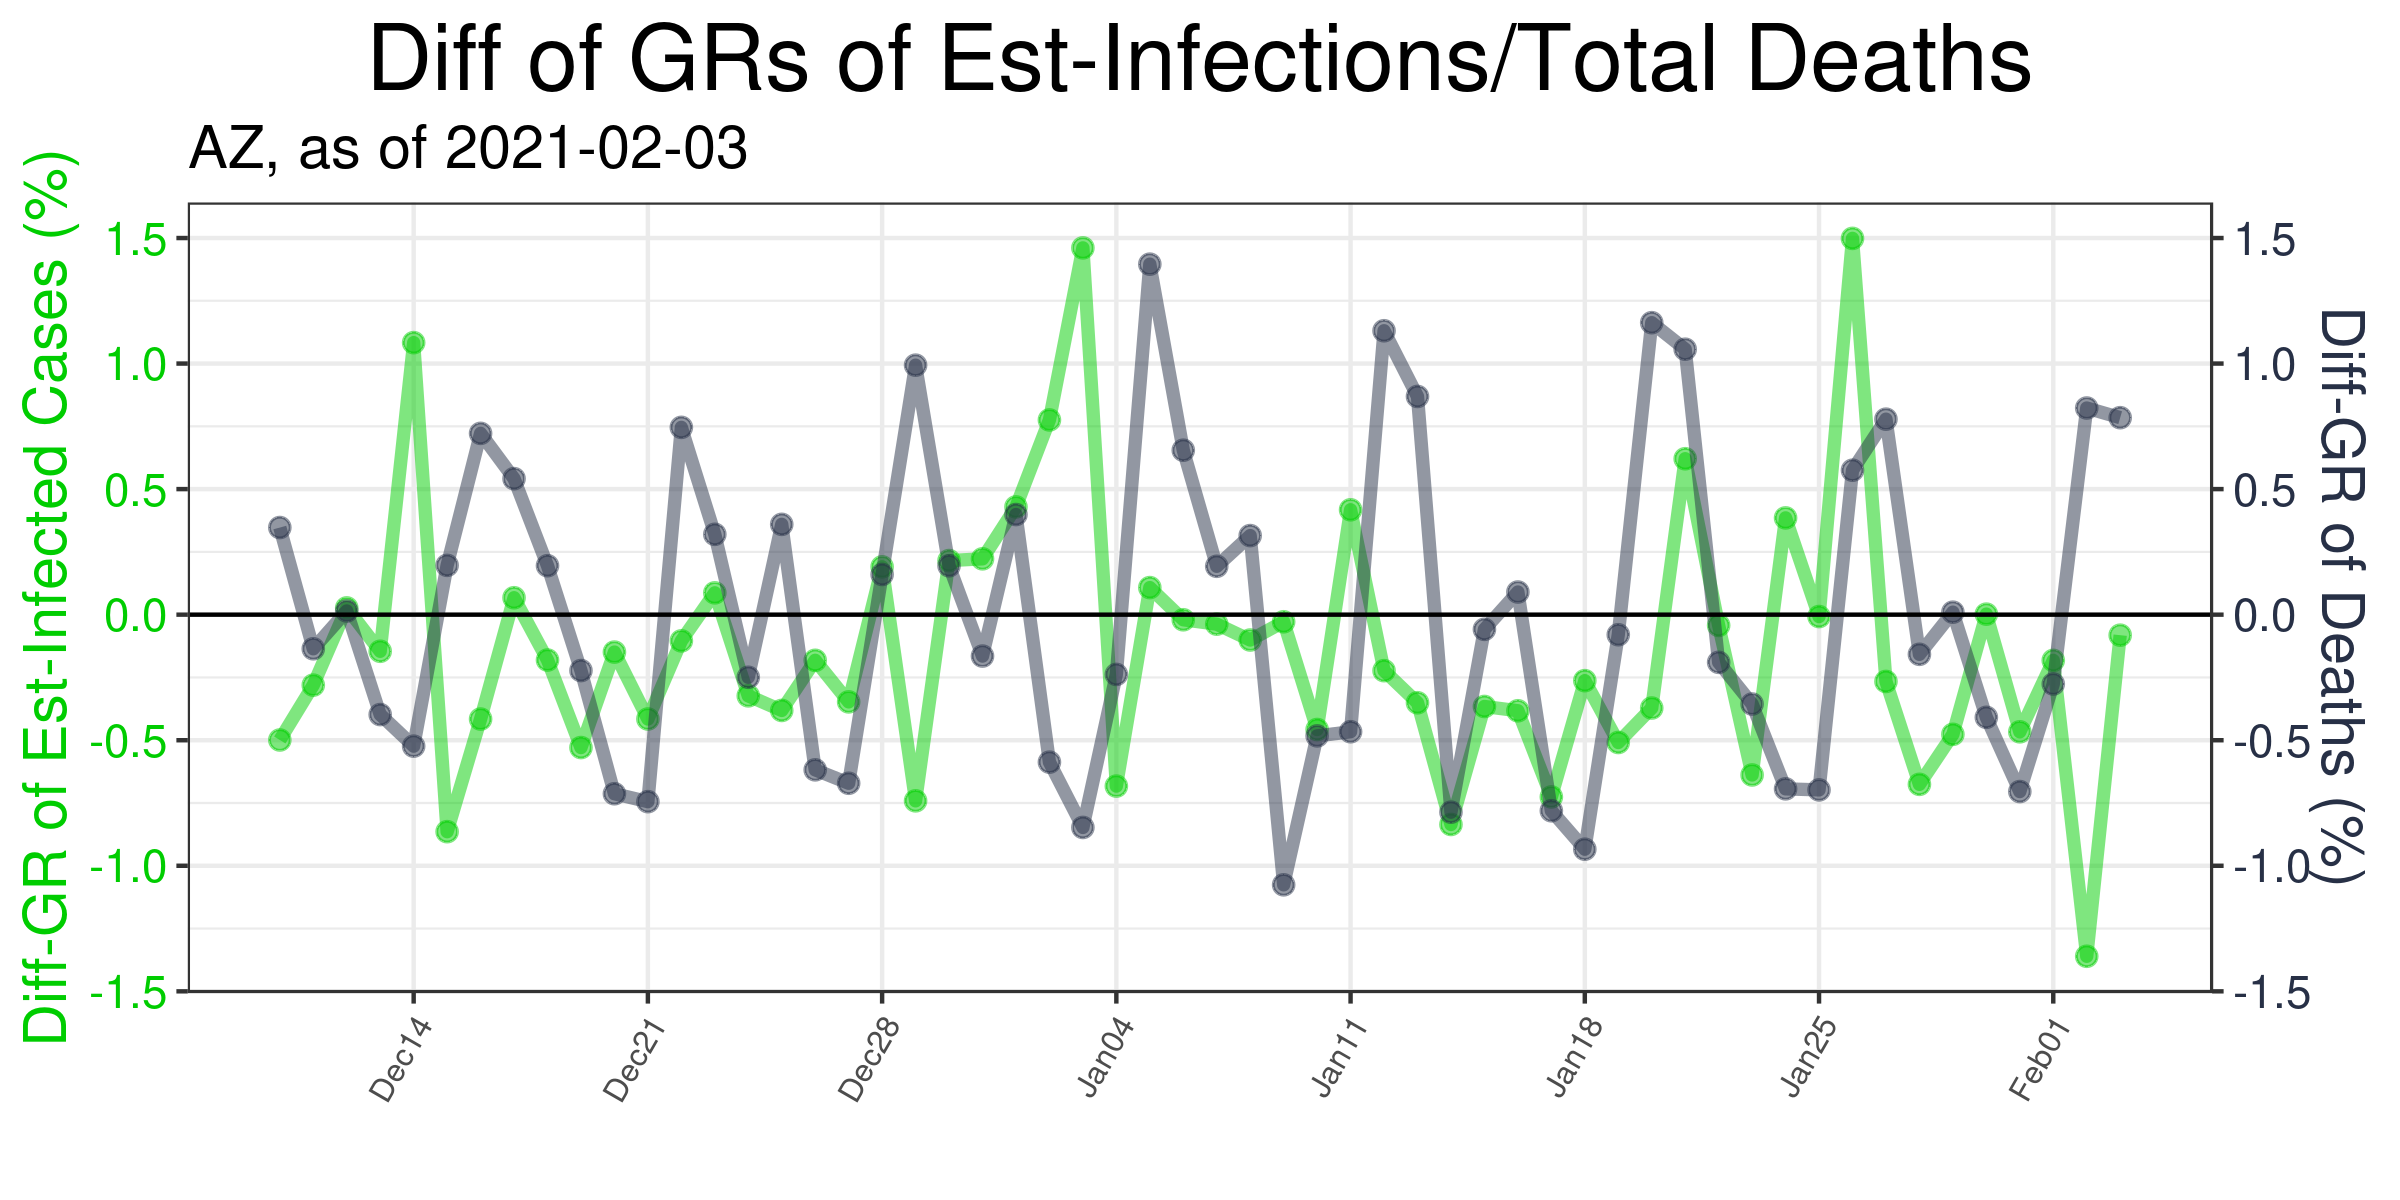 Diff of GRs of Est-Infections/Total Deaths
AZ, as of 2021-02-03
Diff-GR of Est-Infected Cases (%)
1.5
1.0
0.5
0.0
-0.5
-1.0
-1.5
1.5
1.0
0.5
0.0
-0.5
-1.0
-1.5
Diff-GR of Deaths (%)
Dec14
Dec21
Dec28
Jan04
Jan11
Jan18
Jan25
Feb01